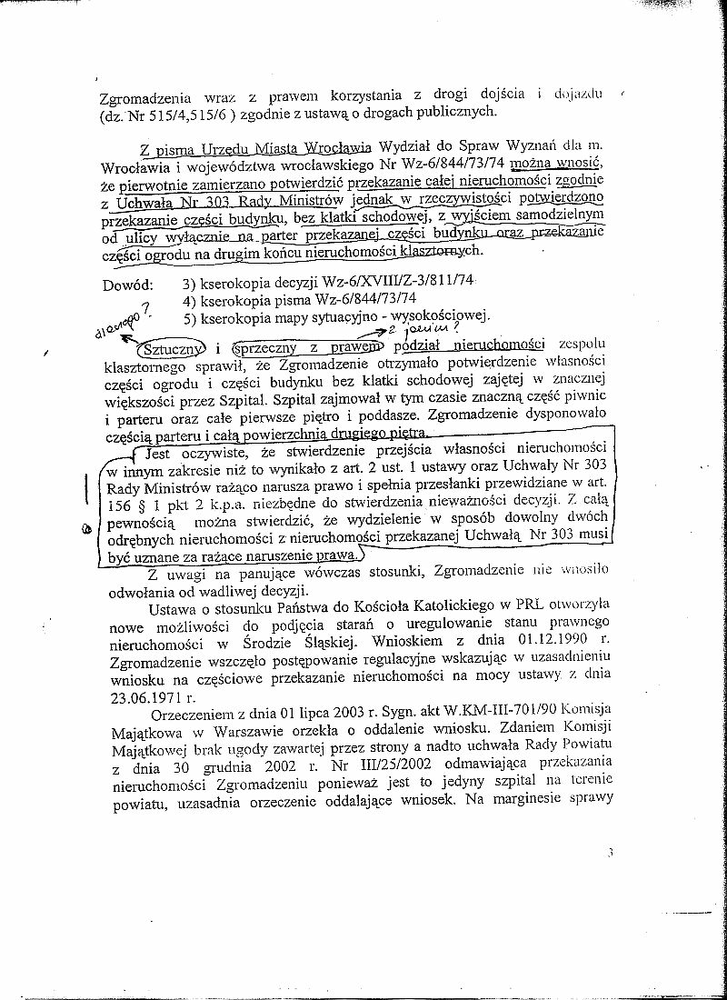 Zgromadzenia wraz z prawem korzystania z drogi dojścia i dojazdu
(dz. Nr 515/4,515/6 ) zgodnie z ustawą o drogach publicznych.
Z pisma Urzędu Miasta Wrocławia Wydział do Spraw Wyznań dla m.
Wrocławia i województwa wrocławskiego Nr Wz-6/844/73/74 można wnosić,
że pierwotnie zamierzano potwierdzić przekazanie całej nieruchomości zgodnie
z Uchwałą Nr 303 Rady Ministrów jednak w rzeczywistości potwierdzono
przekazanie części budynku, bez klatki schodowej, z wyjściem samodzielnym
od ulicy wyłącznie na parter przekazanej części budynku oraz przekazanie
części ogrodu na drugim końcu nieruchomości klasztornych.
Dowód: 3) kserokopia decyzji Wz-6/XVIII/Z-3/811/74
4) kserokopia pisma Wz-6/844/73/74
5) kserokopia mapy sytuacyjno - wysokościowej.
dlaczego ?
z jakim ?
Sztuczny i sprzeczny z prawem podział nieruchomości zespołu
klasztornego sprawił, że Zgromadzenie otrzymało potwierdzenie własności
części ogrodu i części budynku bez klatki schodowej zajętej w znacznej
większości przez Szpital. Szpital zajmował w tym czasie znaczną część piwnic
i parteru oraz całe pierwsze piętro i poddasze. Zgromadzenie dysponowało
częścią parteru i całą powierzchnią drugiego piętra.
Jest oczywiste, że stwierdzenie przejścia własności nieruchomości
w innym zakresie niż to wynikało z art. 2 ust. 1 ustawy oraz Uchwały Nr 303
Rady Ministrów rażąco narusza prawo i spełnia przesłanki przewidziane w art.
156 § 1 pkt 2 k.p.a. niezbędne do stwierdzenia nieważności decyzji. Z całą
pewnością można stwierdzić, że wydzielenie w sposób dowolny dwóch
odrębnych nieruchomości z nieruchomości przekazanej Uchwałą Nr 303 musi
być uznane za rażące naruszenie prawa.
Z uwagi na panujące wówczas stosunki, Zgromadzenie nie wnosiło
odwołania od wadliwej decyzji.
Ustawa o stosunku Państwa do Kościoła Katolickiego w PRL otworzyła
nowe możliwości do podjęcia starań o uregulowanie stanu prawnego
nieruchomości w Środzie Śląskiej. Wnioskiem z dnia 01.12.1990 r.
Zgromadzenie wszczęło postępowanie regulacyjne wskazując w uzasadnieniu
wniosku na częściowe przekazanie nieruchomości na mocy ustawy z dnia
23.06.1971 r.
Orzeczeniem z dnia 01 lipca 2003 r. Sygn. akt W.KM-III-701/90 Komisja
Majątkowa w Warszawie orzekła o oddalenie wniosku. Zdaniem Komisji
Majątkowej brak ugody zawartej przez strony a nadto uchwała Rady Powiatu
z dnia 30 grudnia 2002 r. Nr III/25/2002 odmawiająca przekazania
nieruchomości Zgromadzeniu ponieważ jest to jedyny szpital na terenie
powiatu, uzasadnia orzeczenie oddalające wniosek. Na marginesie sprawy
3